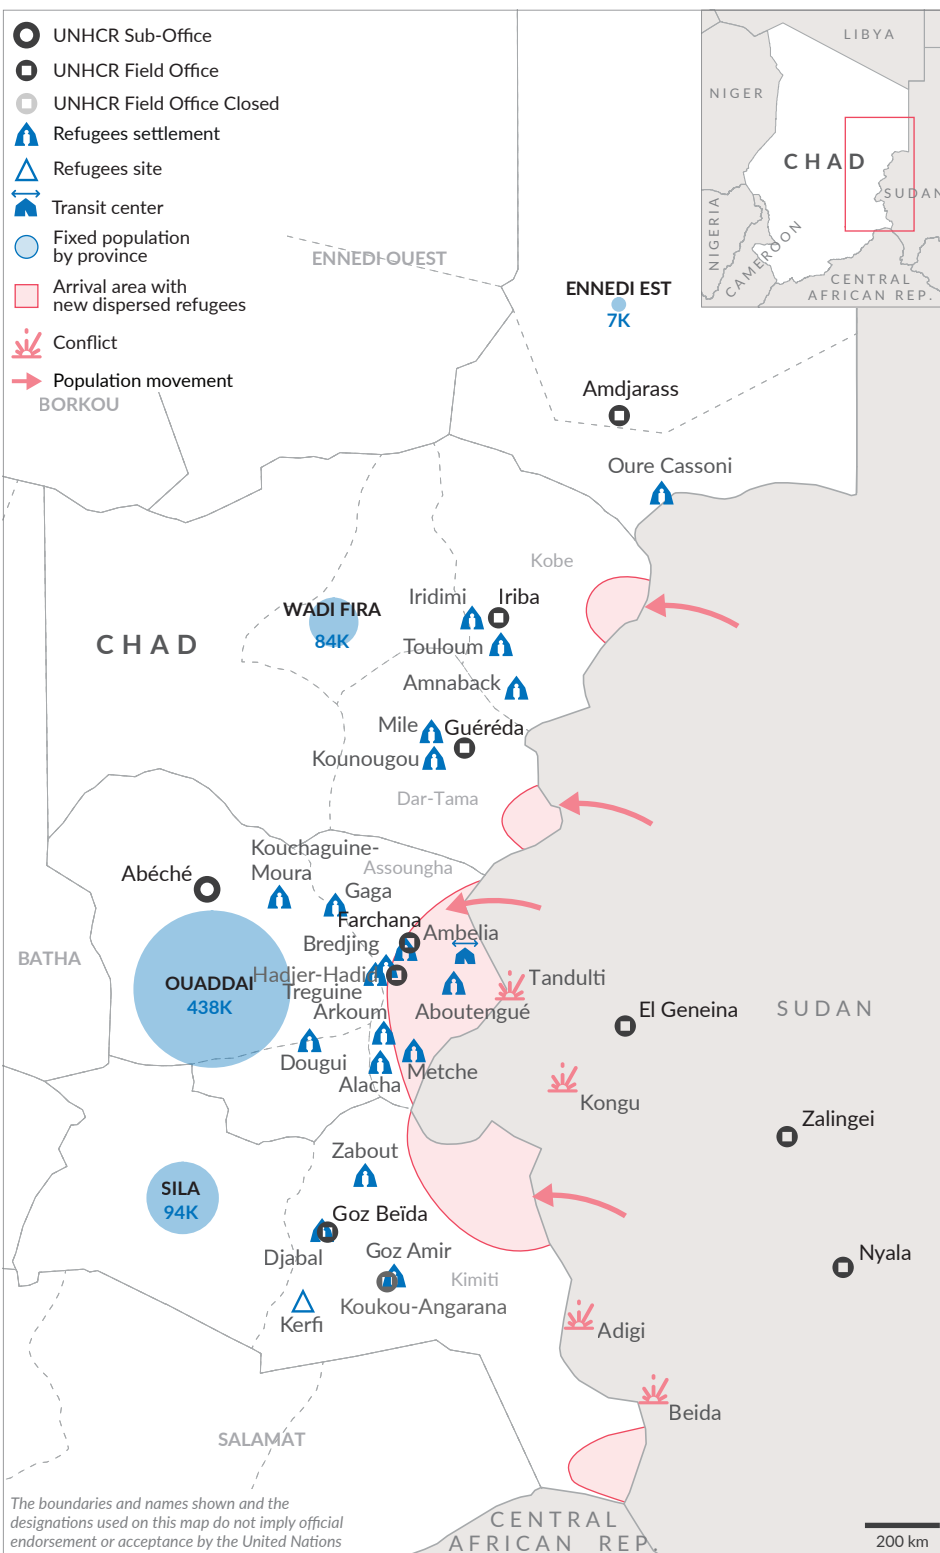 UNHCR Sub-Office
UNHCR Field Office
UNHCR Field Office Closed
Refugees settlement
Refugees site
Transit center
Fixed population
by province
Arrival area with
new dispersed refugees
Conflict
Population movement
LIBYA
NIGER
CHAD
SUDAN
NIGERIA
CAMEROON
CENTRAL
AFRICAN REP.
ENNEDI-OUEST
ENNEDI EST
7K
BORKOU
Amdjarass
Oure Cassoni
Kobe
Iridimi
Iriba
WADI FIRA
84K
CHAD
Touloum
Amnaback
Mile
Guéréda
Kounougou
Dar-Tama
Kouchaguine-
Moura
Assoungha
Abéché
Gaga
Farchana
Ambelia
Bredjing
BATHA
OUADDAI
438K
Hadjer-Hadid
Treguine
Tandulti
Arkoum
Aboutengué
El Geneina
SUDAN
Dougui
Metche
Alacha
Kongu
Zalingei
Zabout
SILA
94K
Goz Beïda
Djabal
Goz Amir
Nyala
Kimiti
Koukou-Angarana
Kerfi
Adigi
Beida
SALAMAT
The boundaries and names shown and the
designations used on this map do not imply official
endorsement or acceptance by the United Nations
CENTRAL
AFRICAN REP.
200 km